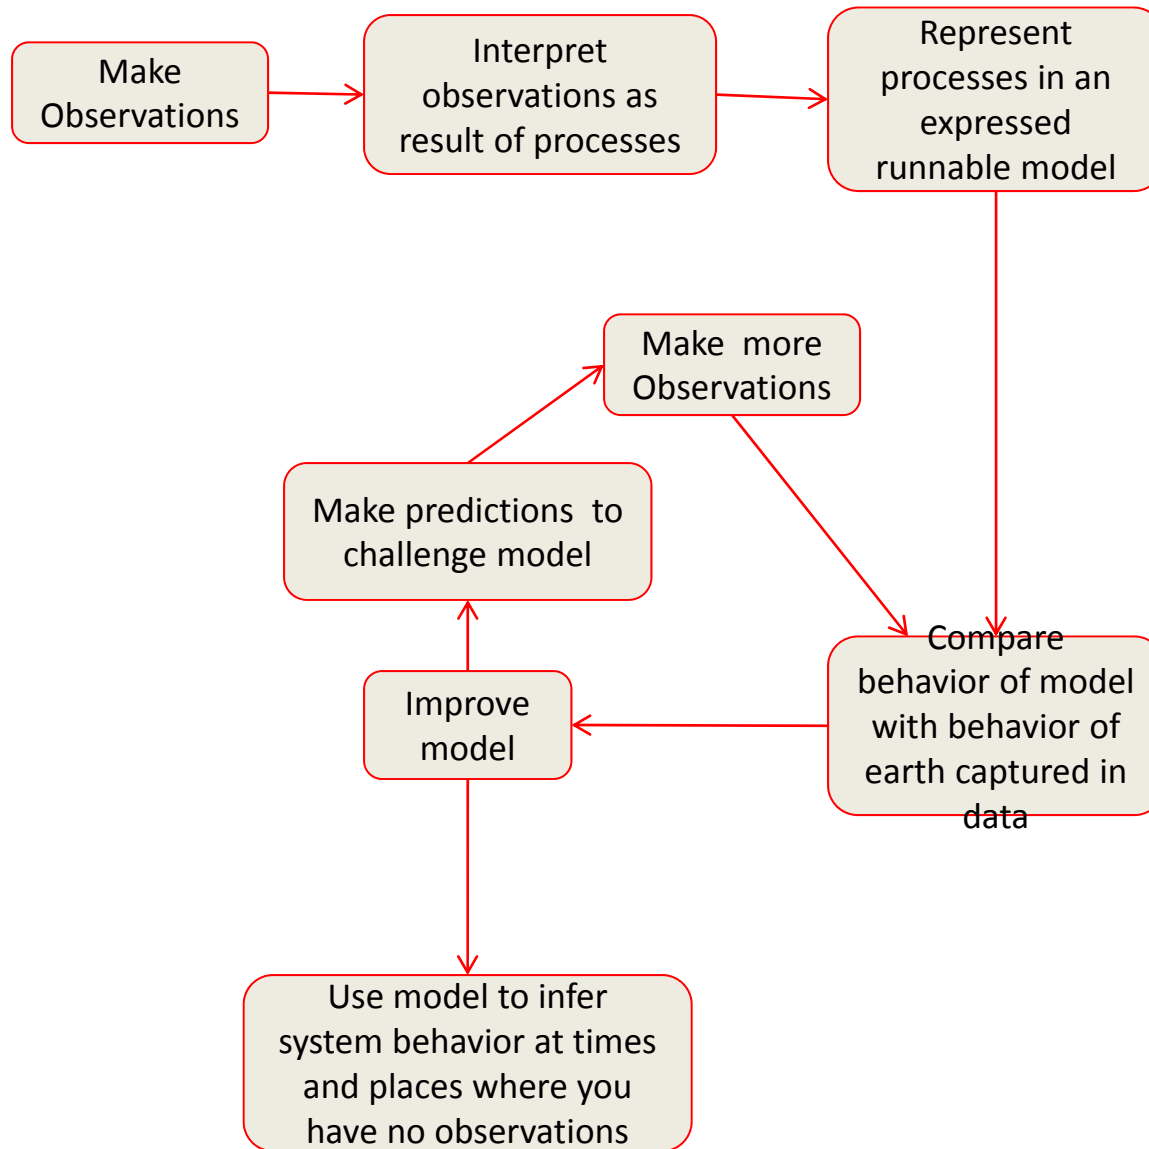 Make
Observations
Interpret
observations as
result of processes
Represent
processes in an
expressed
runnable model
Make more
Observations
Make predictions to
challenge model
Improve
model
Compare
behavior of model
with behavior of
earth captured in
data
Use model to infer
system behavior at times
and places where you
have no observations